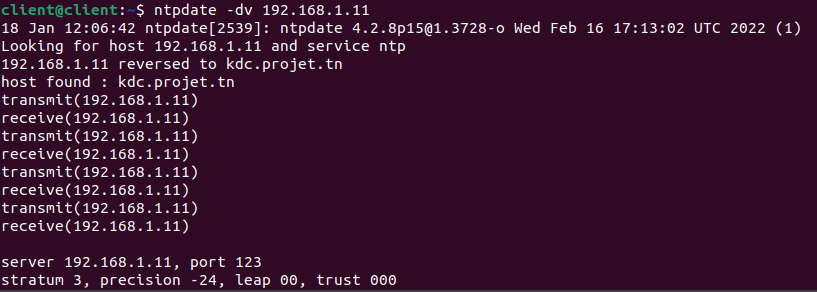 client@client:~$ ntpdate -dv 192.168.1.11
18 Jan 12:06:42 ntpdate[2539]: ntpdate 4.2.8p15@1.3728-o Wed Feb 16 17:13:02 UTC 2022 (1)
Looking for host 192.168.1.11 and service ntp
192.168.1.11 reversed to kdc.projet.tn
host found : kdc.projet.tn
transmit(192.168.1.11)
receive(192.168.1.11)
transmit(192.168.1.11)
receive(192.168.1.11)
transmit(192.168.1.11)
receive(192.168.1.11)
transmit(192.168.1.11)
receive(192.168.1.11)
server 192.168.1.11, port 123
stratum 3, precision -24, leap 00, trust 000